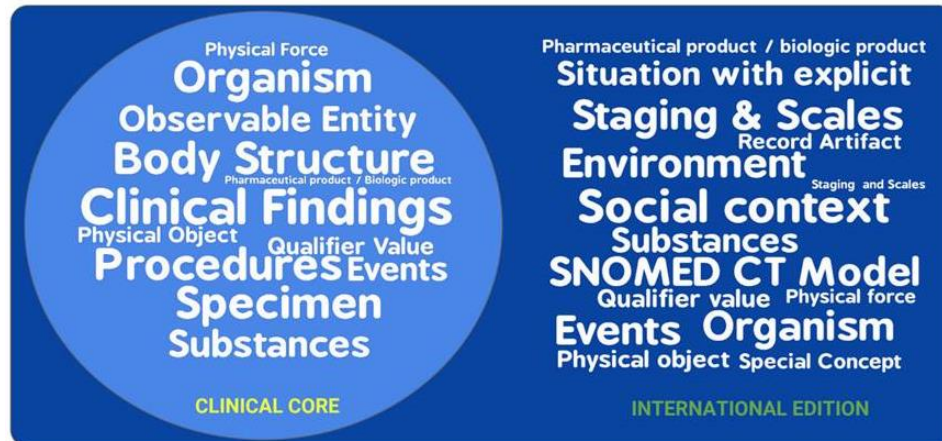 Physical Force
Organism
Observable Entity
Body Structure
Pharmaceutical product / Biologic product
Clinical Findings
Physical Object
Qualifier Value
Procedures Events
Specimen
Substances
CLINICAL CORE
Pharmaceutical product / biologic product
Situation with explicit
Staging & Scales
Record Artifact
Environment
Staging and Scales
Social context
Substances
SNOMED CT Model
Qualifier value Physical force
Events Organism
Physical object Special Concept
INTERNATIONAL EDITION